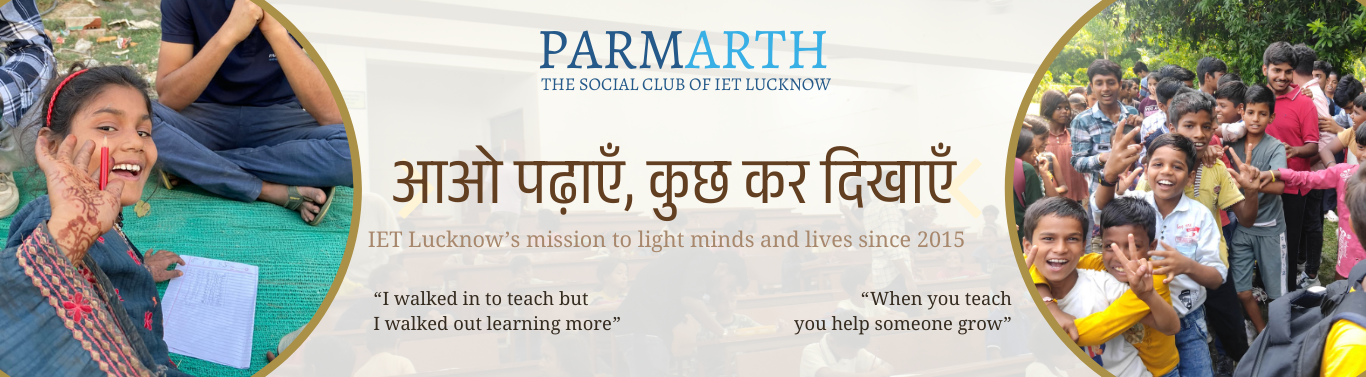 PARMARTH
THE SOCIAL CLUB OF IET LUCKNOW
आओ पढ़ाएँ, कुछ कर दिखाएँ
IET Lucknow’s mission to light minds and lives since 2015
“I walked in to teach but
I walked out learning more”
“When you teach
you help someone grow”